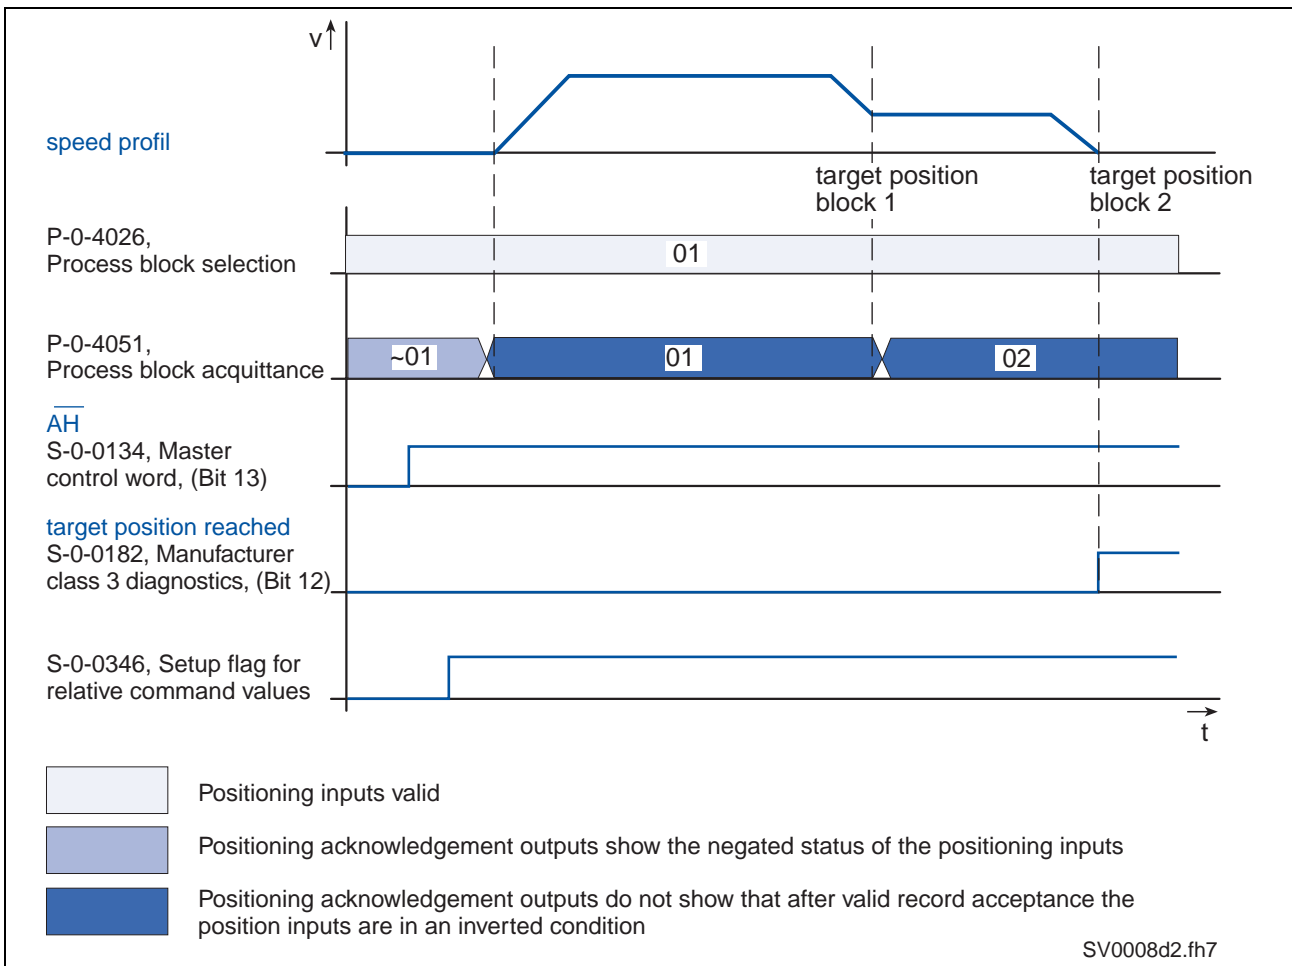 v
speed profil
target position
block 1
target position
block 2
P-0-4026,
Process block selection
01
P-0-4051,
Process block acquittance
~01
01
02
AH
S-0-0134, Master
control word, (Bit 13)
target position reached
S-0-0182, Manufacturer
class 3 diagnostics, (Bit 12)
S-0-0346, Setup flag for
relative command values
t
Positioning inputs valid
Positioning acknowledgement outputs show the negated status of the positioning inputs
Positioning acknowledgement outputs do not show that after valid record acceptance the
position inputs are in an inverted condition
SV0008d2.fh7